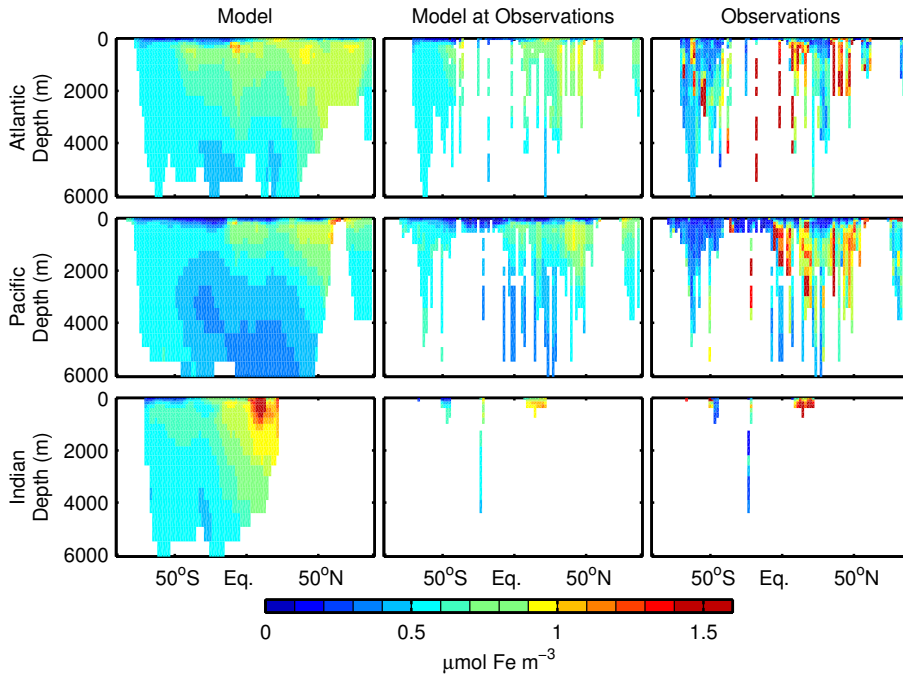 Model Model at Observations Observations
0
2000
4000
6000
Atlantic
Depth (m)
0
2000
4000
6000
Pacific
Depth (m)
0
2000
4000
6000
Indian
Depth (m)
50°S Eq. 50°N 50°S Eq. 50°N 50°S Eq. 50°N
0 0.5 1 1.5
μmol Fe m⁻³